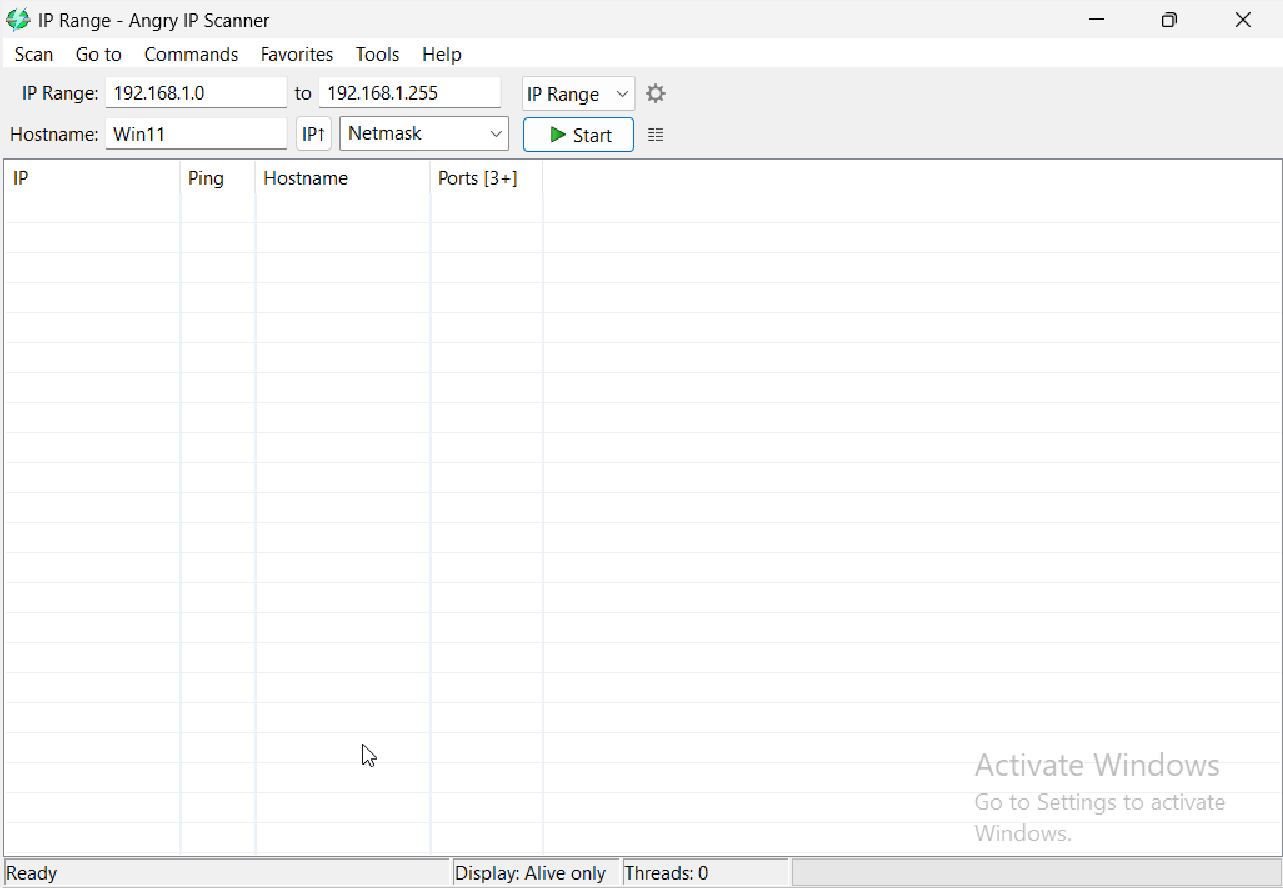 IP Range - Angry IP Scanner
Scan Go to Commands Favorites Tools Help
IP Range: 192.168.1.0 to 192.168.1.255 IP Range
Hostname: Win11 IP↑ Netmask Start
IP Ping Hostname Ports [3+]
Activate Windows
Go to Settings to activate
Windows.
Ready Display: Alive only Threads: 0